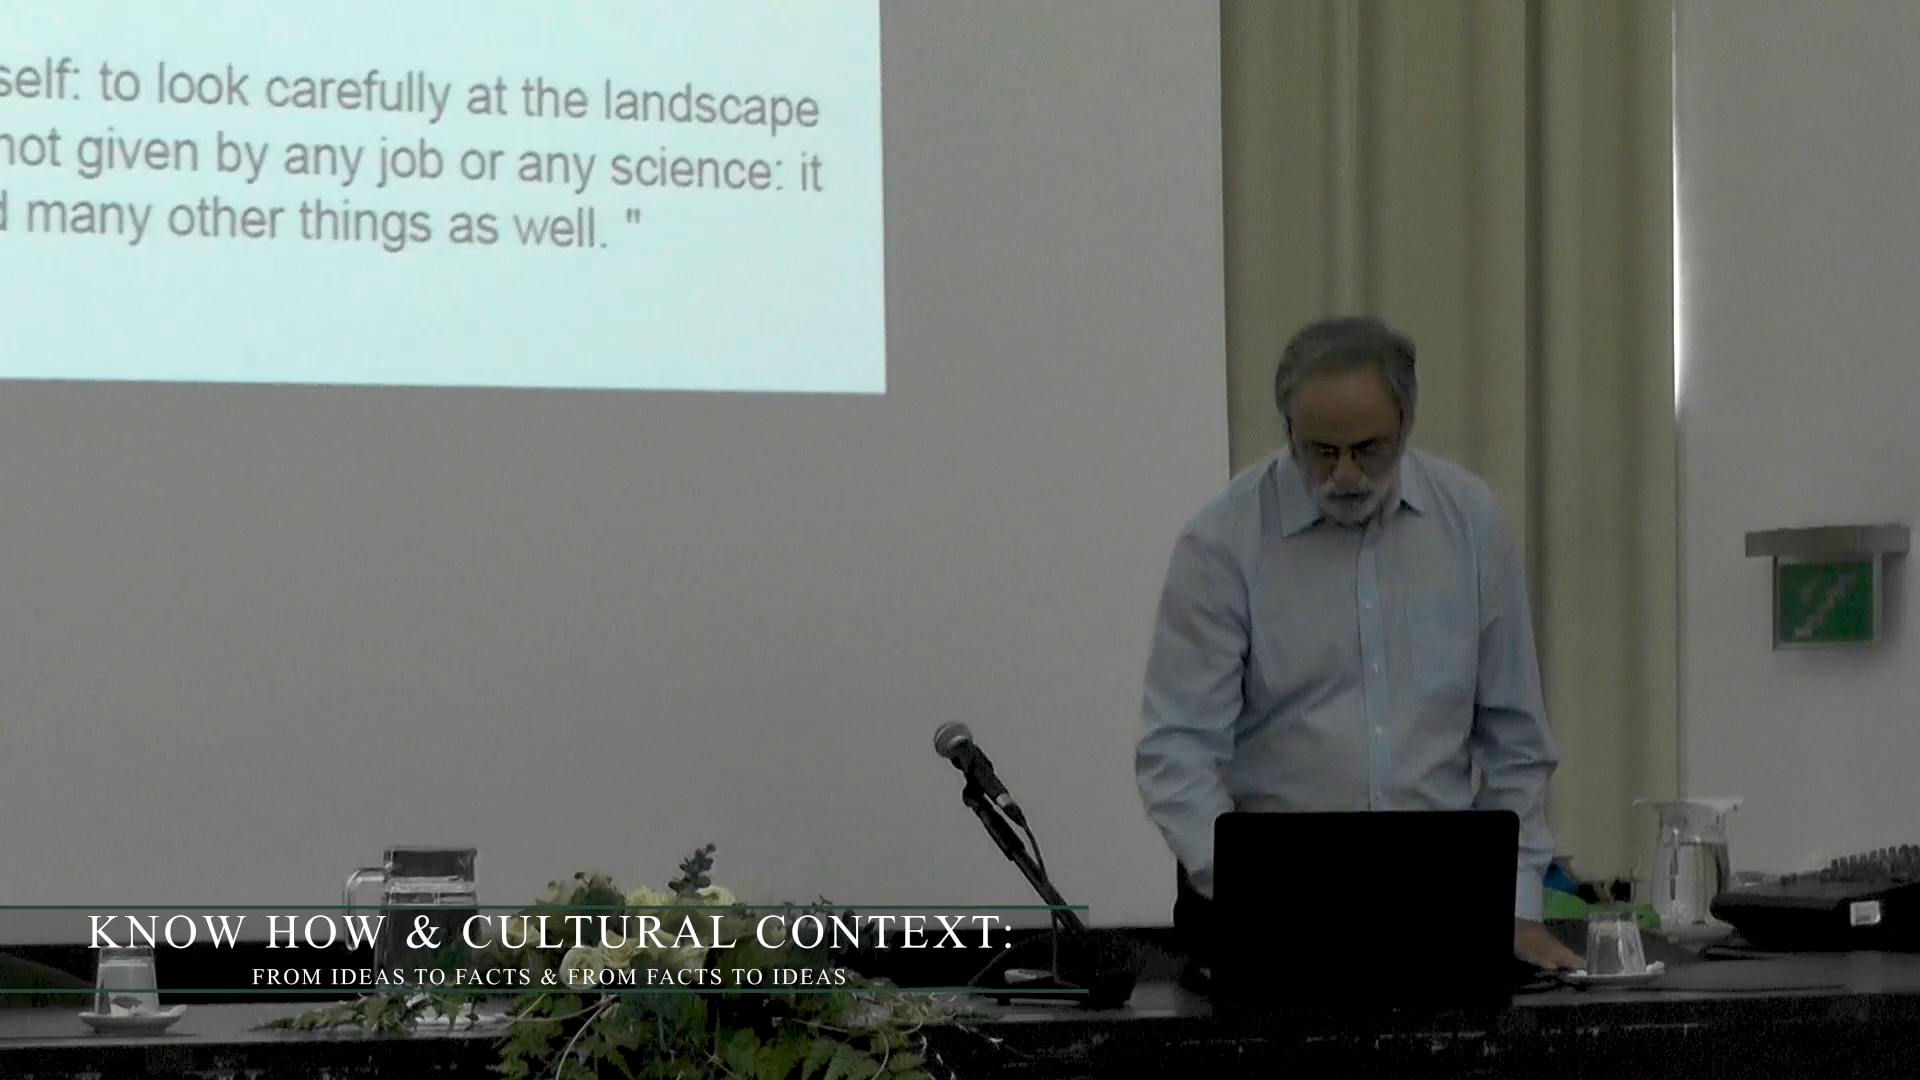 self: to look carefully at the landscape
not given by any job or any science: it
many other things as well. "
KNOW HOW & CULTURAL CONTEXT:
FROM IDEAS TO FACTS & FROM FACTS TO IDEAS